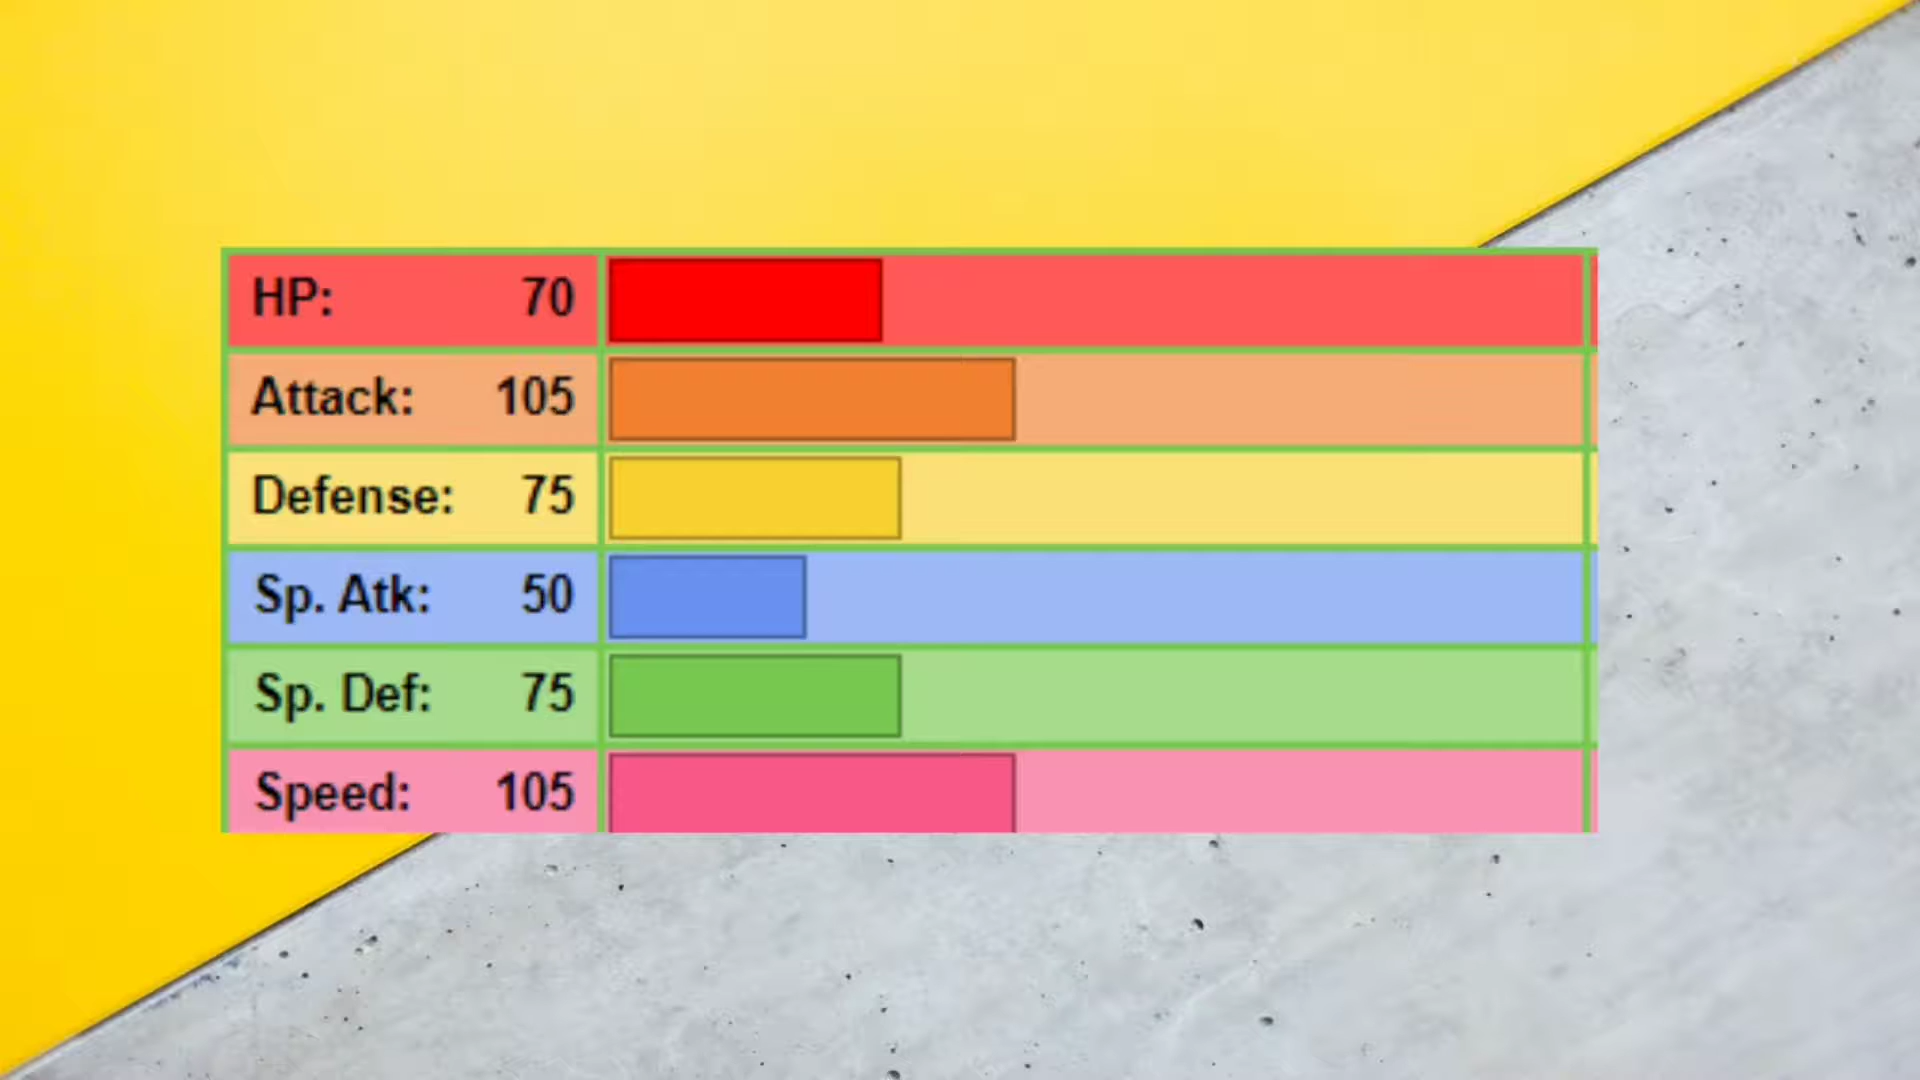 HP: 70
Attack: 105
Defense: 75
Sp. Atk: 50
Sp. Def: 75
Speed: 105